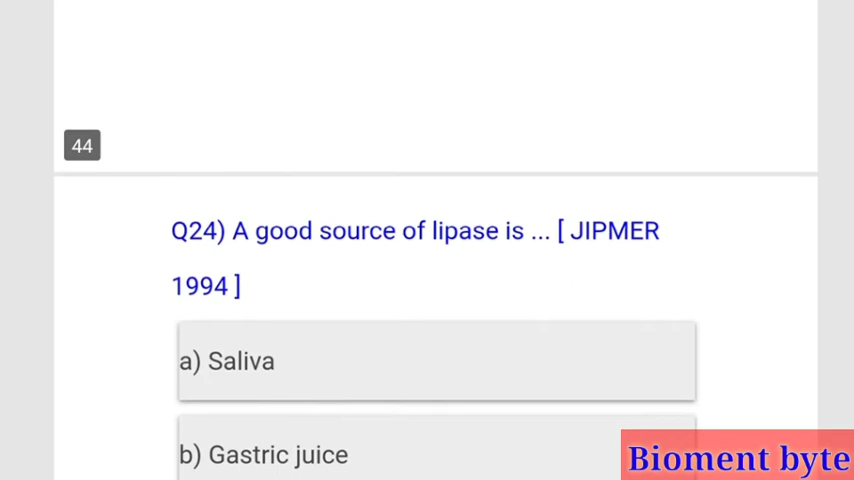 44
Q24) A good source of lipase is ... [ JIPMER
1994 ]
a) Saliva
b) Gastric juice
Bioment byte